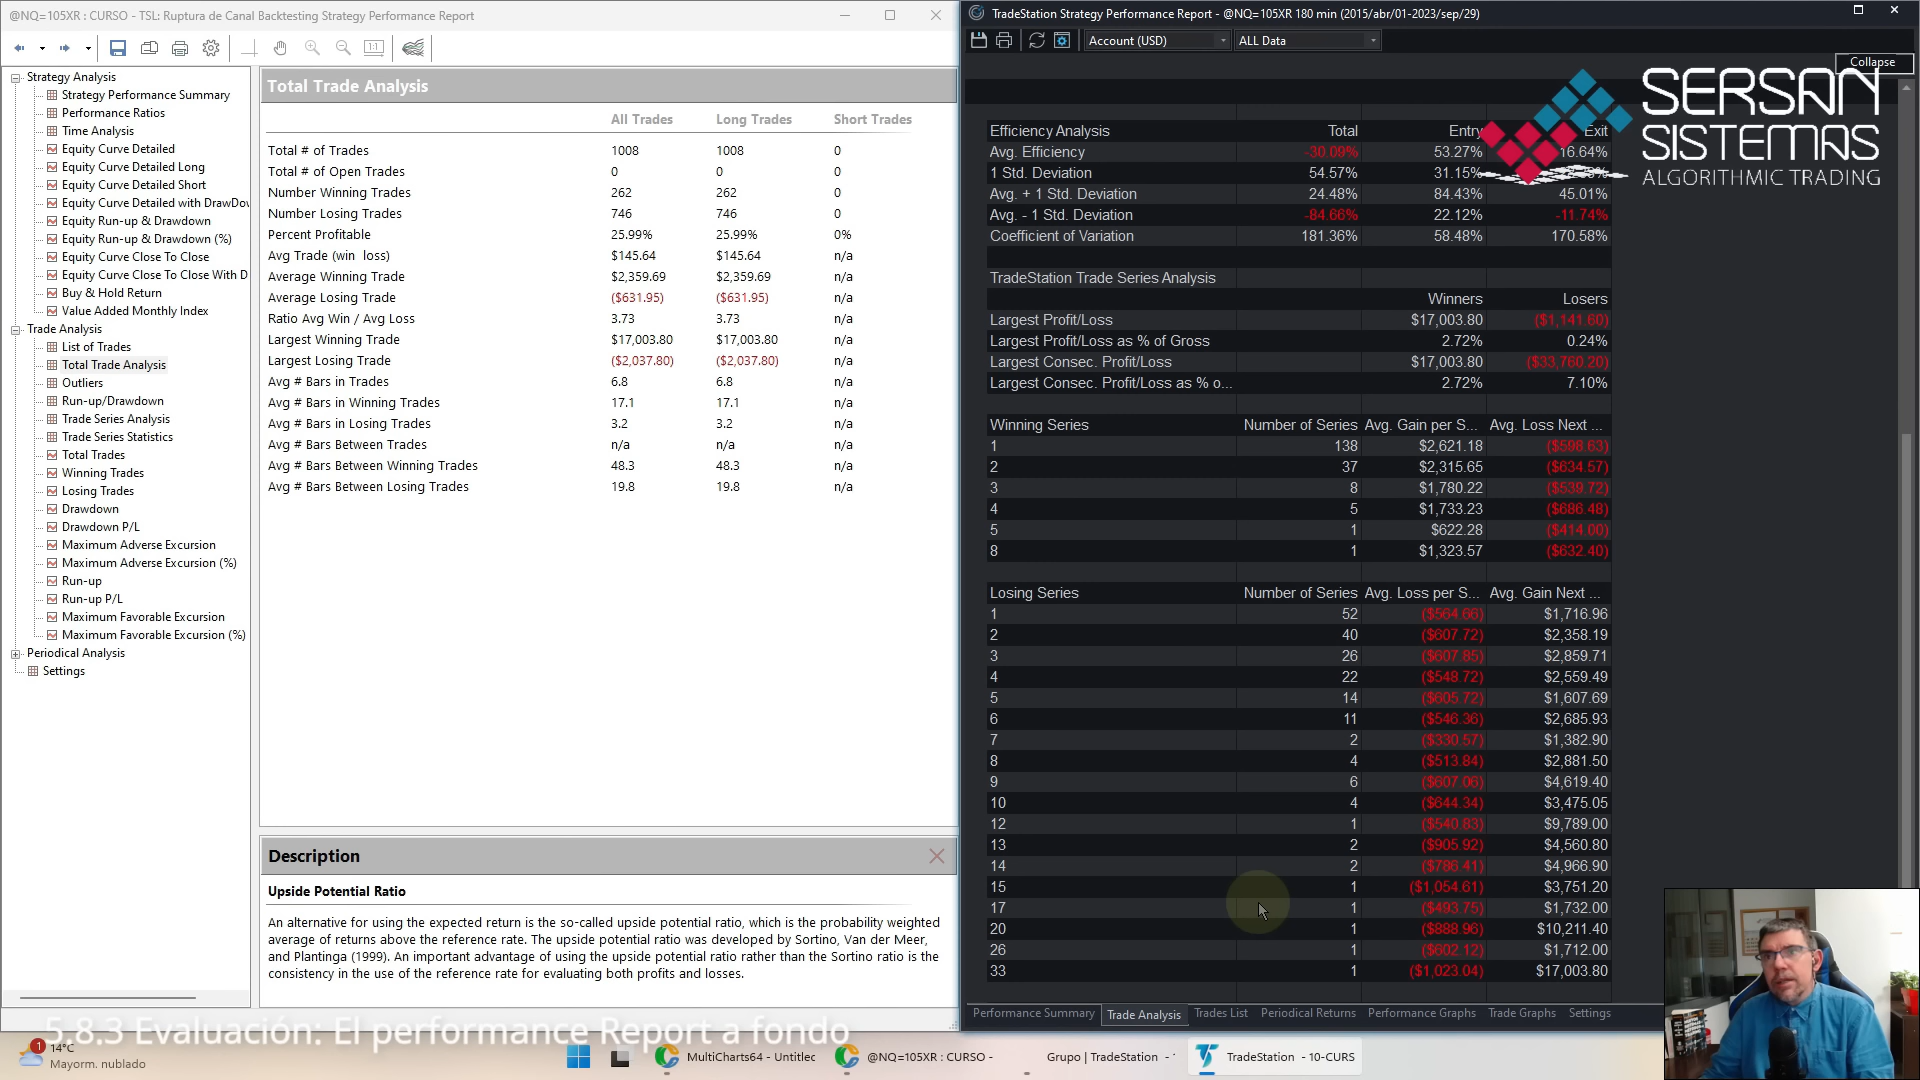 @NQ=105XR : CURSO - TSL: Ruptura de Canal Backtesting Strategy Performance Report
1:1
Strategy Analysis
Strategy Performance Summary
Performance Ratios
Time Analysis
Equity Curve Detailed
Equity Curve Detailed Long
Equity Curve Detailed Short
Equity Curve Detailed with DrawDov
Equity Run-up & Drawdown
Equity Run-up & Drawdown (%)
Equity Curve Close To Close
Equity Curve Close To Close With D
Buy & Hold Return
Value Added Monthly Index
Trade Analysis
List of Trades
Total Trade Analysis
Outliers
Run-up/Drawdown
Trade Series Analysis
Trade Series Statistics
Total Trades
Winning Trades
Losing Trades
Drawdown
Drawdown P/L
Maximum Adverse Excursion
Maximum Adverse Excursion (%)
Run-up
Run-up P/L
Maximum Favorable Excursion
Maximum Favorable Excursion (%)
Periodical Analysis
Settings
Total Trade Analysis
All Trades Long Trades Short Trades
Total # of Trades 1008 1008 0
Total # of Open Trades 0 0 0
Number Winning Trades 262 262 0
Number Losing Trades 746 746 0
Percent Profitable 25.99% 25.99% 0%
Avg Trade (win loss) $145.64 $145.64 n/a
Average Winning Trade $2,359.69 $2,359.69 n/a
Average Losing Trade ($631.95) ($631.95) n/a
Ratio Avg Win / Avg Loss 3.73 3.73 n/a
Largest Winning Trade $17,003.80 $17,003.80 n/a
Largest Losing Trade ($2,037.80) ($2,037.80) n/a
Avg # Bars in Trades 6.8 6.8 n/a
Avg # Bars in Winning Trades 17.1 17.1 n/a
Avg # Bars in Losing Trades 3.2 3.2 n/a
Avg # Bars Between Trades n/a n/a n/a
Avg # Bars Between Winning Trades 48.3 48.3 n/a
Avg # Bars Between Losing Trades 19.8 19.8 n/a
Description
Upside Potential Ratio
An alternative for using the expected return is the so-called upside potential ratio, which is the probability weighted
average of returns above the reference rate. The upside potential ratio was developed by Sortino, Van der Meer,
and Plantinga (1999). An important advantage of using the upside potential ratio rather than the Sortino ratio is the
consistency in the use of the reference rate for evaluating both profits and losses.
TradeStation Strategy Performance Report - @NQ=105XR 180 min (2015/abr/01-2023/sep/29)
Account (USD) ALL Data
Collapse
SERSAN
SISTEMAS
ALGORITHMIC TRADING
Efficiency Analysis Total Entry Exit
Avg. Efficiency -30.09% 53.27% 16.64%
1 Std. Deviation 54.57% 31.15%
Avg. + 1 Std. Deviation 24.48% 84.43% 45.01%
Avg. - 1 Std. Deviation -84.66% 22.12% -11.74%
Coefficient of Variation 181.36% 58.48% 170.58%
TradeStation Trade Series Analysis
Winners Losers
Largest Profit/Loss $17,003.80 ($1,141.60)
Largest Profit/Loss as % of Gross 2.72% 0.24%
Largest Consec. Profit/Loss $17,003.80 ($33,760.20)
Largest Consec. Profit/Loss as % o... 2.72% 7.10%
Winning Series Number of Series Avg. Gain per S... Avg. Loss Next ...
1 138 $2,621.18 ($598.63)
2 37 $2,315.65 ($634.57)
3 8 $1,780.22 ($539.72)
4 5 $1,733.23 ($686.48)
5 1 $622.28 ($414.00)
8 1 $1,323.57 ($632.40)
Losing Series Number of Series Avg. Loss per S... Avg. Gain Next ...
1 52 ($564.66) $1,716.96
2 40 ($607.72) $2,358.19
3 26 ($607.85) $2,859.71
4 22 ($548.72) $2,559.49
5 14 ($605.72) $1,607.69
6 11 ($546.36) $2,685.93
7 2 ($330.57) $1,382.90
8 4 ($513.84) $2,881.50
9 6 ($607.06) $4,619.40
10 4 ($644.34) $3,475.05
12 1 ($540.83) $9,789.00
13 2 ($905.92) $4,560.80
14 2 ($786.41) $4,966.90
15 1 ($1,054.61) $3,751.20
17 1 ($493.75) $1,732.00
20 1 ($888.96) $10,211.40
26 1 ($602.12) $1,712.00
33 1 ($1,023.04) $17,003.80
Performance Summary Trade Analysis Trades List Periodical Returns Performance Graphs Trade Graphs Settings
5.8.3 Evaluación: El performance Report a fondo
1
14°C
Mayorm. nublado
MultiCharts64 - Untitlec
@NQ=105XR : CURSO -
Grupo | TradeStation -
TradeStation - 10-CURS